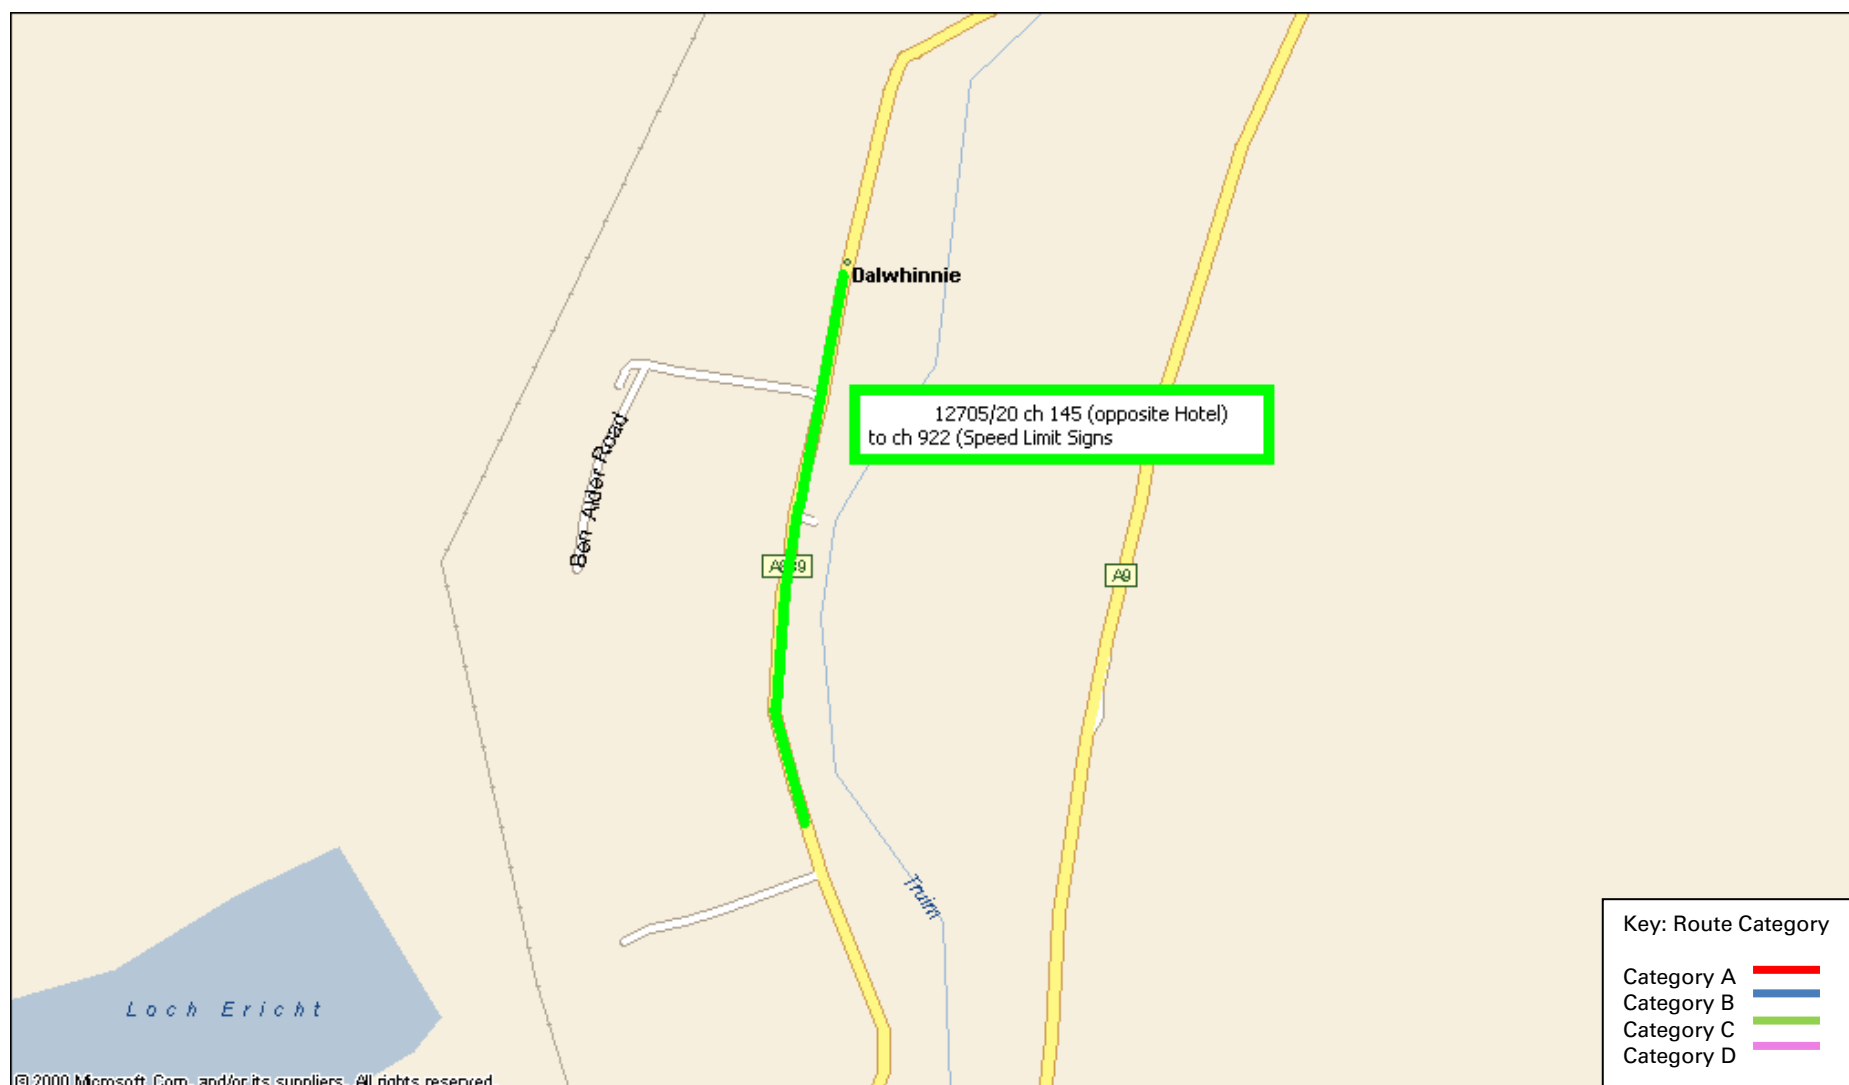 Dalwhinnie
12705/20 ch 145 (opposite Hotel)
to ch 922 (Speed Limit Signs
Ben Alder Road
A9
Truim
Loch Ericht
Key: Route Category
Category A
Category B
Category C
Category D
© 2000 Microsoft Corp. and/or its suppliers. All rights reserved.